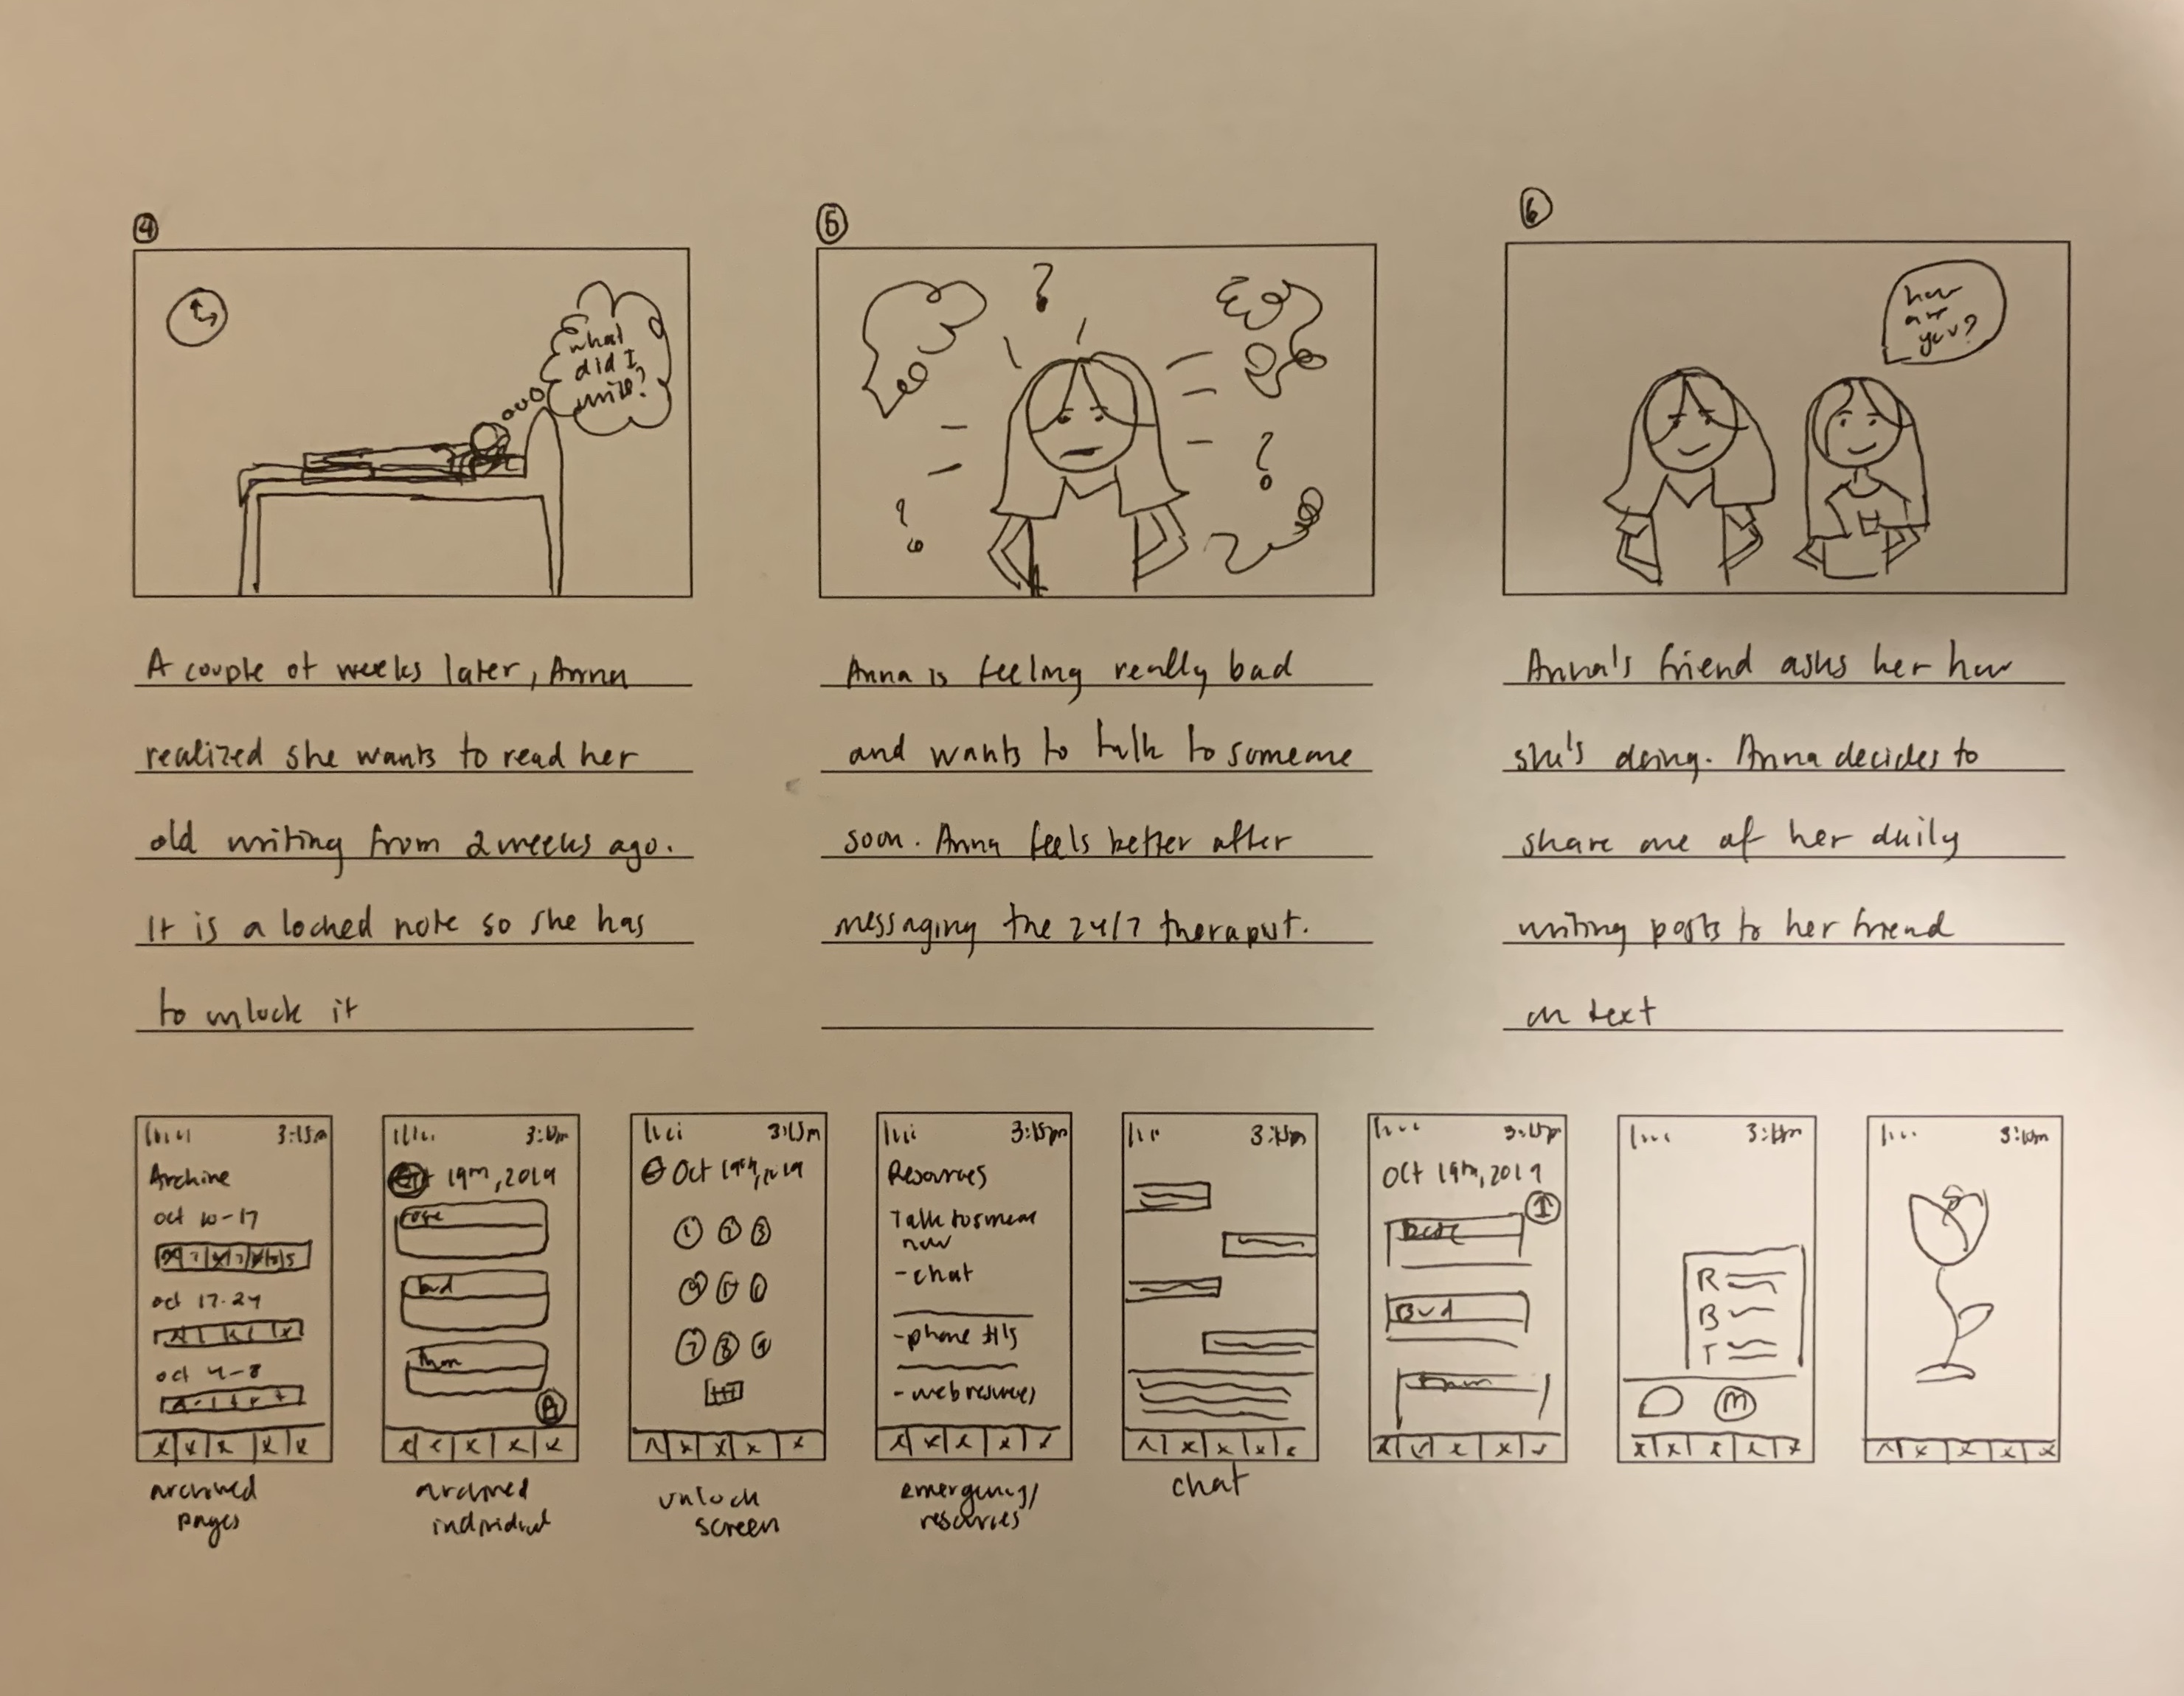 4
what
did I
write?
A couple of weeks later, Anna
realized she wants to read her
old writing from 2 weeks ago.
It is a locked note so she has
to unlock it
5
?
?
?
Anna is feeling really bad
and wants to talk to someone
soon. Anna feels better after
messaging the 24/7 therapist.
6
how
are
you?
Anna's friend asks her how
she's doing. Anna decides to
share one of her daily
writing posts to her friend
on text
3:15pm
Archive
oct 10-17
oct 17-24
oct 4-8
archived
pages
19th, 2019
rose
bud
thorn
archived
individual
3:15pm
Oct 19th, 2019
1 2 3
4 5 6
7 8 9
unlock
screen
3:15pm
Resources
Talk to someone
now
- chat
- phone #'s
- web resources
emergency/
resources
3:15pm
chat
3:15pm
Oct 19th, 2019
Rose
Bud
3:15pm
R
B
T
M